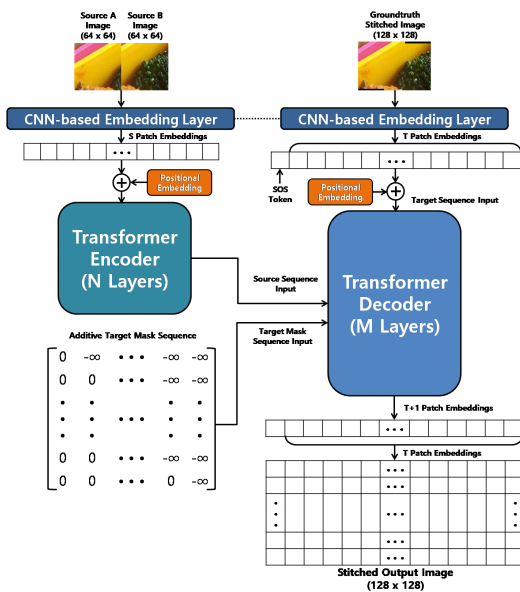 Source A
Image
(64 x 64)
Source B
Image
(64 x 64)
Groundtruth
Stitched Image
(128 x 128)
CNN-based Embedding Layer
CNN-based Embedding Layer
S Patch Embeddings
T Patch Embeddings
•••
•••
SOS
Token
Positional
Embedding
Positional
Embedding
Target Sequence Input
Transformer
Encoder
(N Layers)
Transformer
Decoder
(M Layers)
Source Sequence
Input
Target Mask
Sequence Input
Additive Target Mask Sequence
0 -∞ ••• -∞ -∞
0 0 ••• -∞ -∞
• • • •
• • ••• • •
• • • •
0 0 ••• -∞ -∞
0 0 ••• 0 -∞
T+1 Patch Embeddings
•••
T Patch Embeddings
•••
•••
• •
• ••• •
• •
•••
•••
Stitched Output Image
(128 x 128)